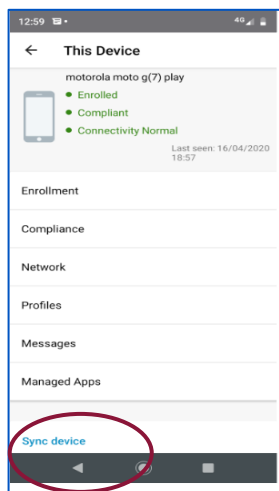 12:59
4G
This Device
motorola moto g(7) play
Enrolled
Compliant
Connectivity Normal
Last seen: 16/04/2020
18:57
Enrollment
Compliance
Network
Profiles
Messages
Managed Apps
Sync device